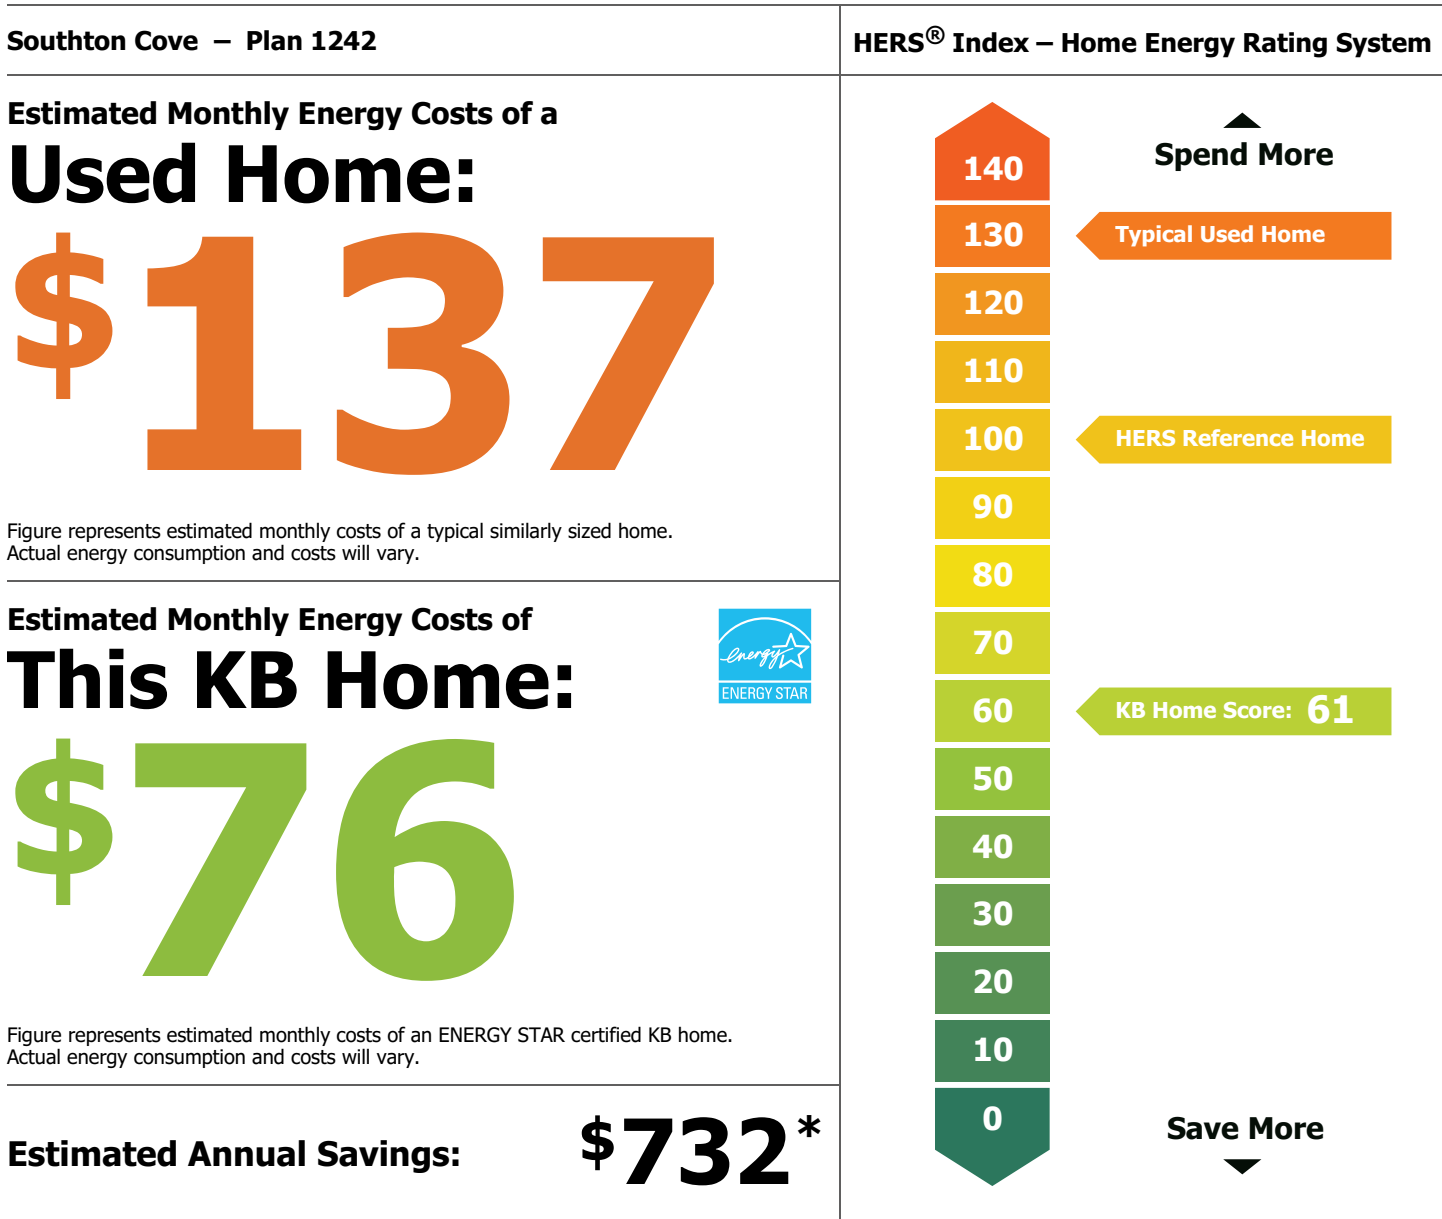 Southton Cove – Plan 1242
Estimated Monthly Energy Costs of a
Used Home:
$137
Figure represents estimated monthly costs of a typical similarly sized home.
Actual energy consumption and costs will vary.
Estimated Monthly Energy Costs of
This KB Home:
energy
ENERGY STAR
$76
Figure represents estimated monthly costs of an ENERGY STAR certified KB home.
Actual energy consumption and costs will vary.
Estimated Annual Savings: $732*
HERS® Index – Home Energy Rating System
Spend More
140
130 Typical Used Home
120
110
100 HERS Reference Home
90
80
70
60 KB Home Score: 61
50
40
30
20
10
0
Save More